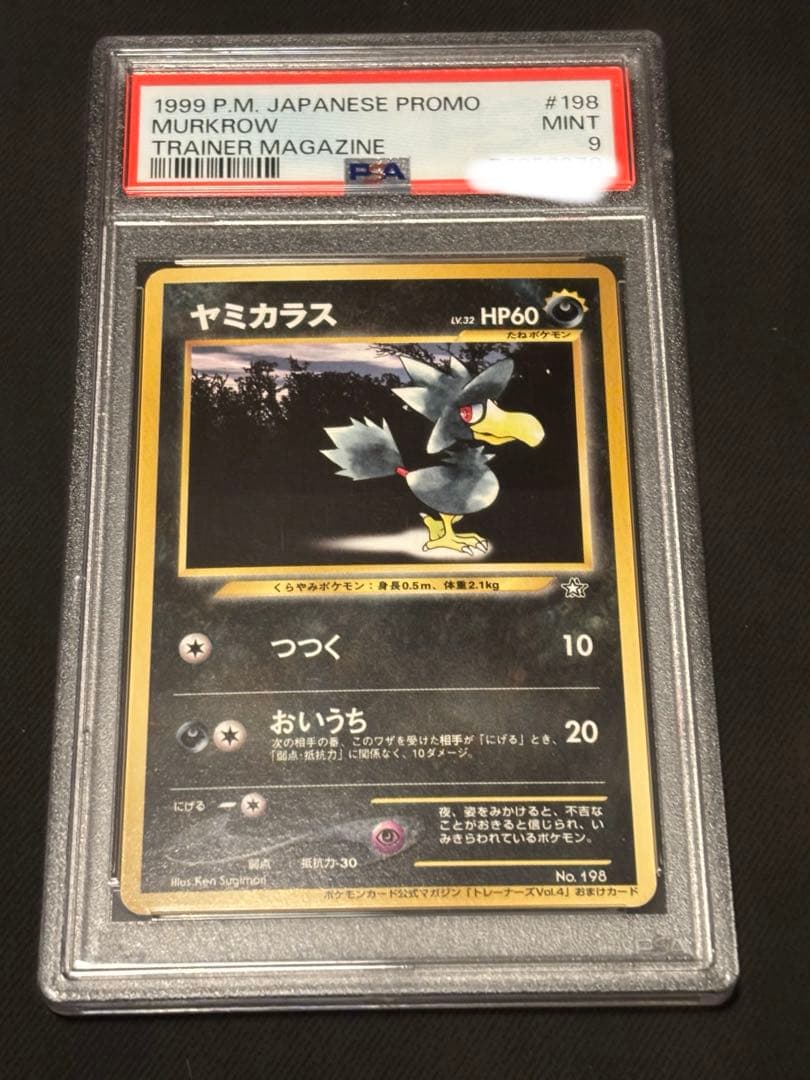 1999 P.M. JAPANESE PROMO #198
MURKROW MINT
TRAINER MAGAZINE 9
PSA
ヤミカラス LV.32 HP60
たねポケモン
くらやみポケモン：身長0.5m、体重2.1kg
つつく 10
おいうち 20
次の相手の番、このワザを受けた相手が「にげる」とき、
「弱点・抵抗力」に関係なく、10ダメージ。
にげる
夜、姿をみかけると、不吉な
ことがおきると信じられ、い
みきらわれているポケモン。
弱点 抵抗力-30
Illus.Ken Sugimori No. 198
ポケモンカード公式マガジン「トレーナーズVol.4」おまけカード
PSA